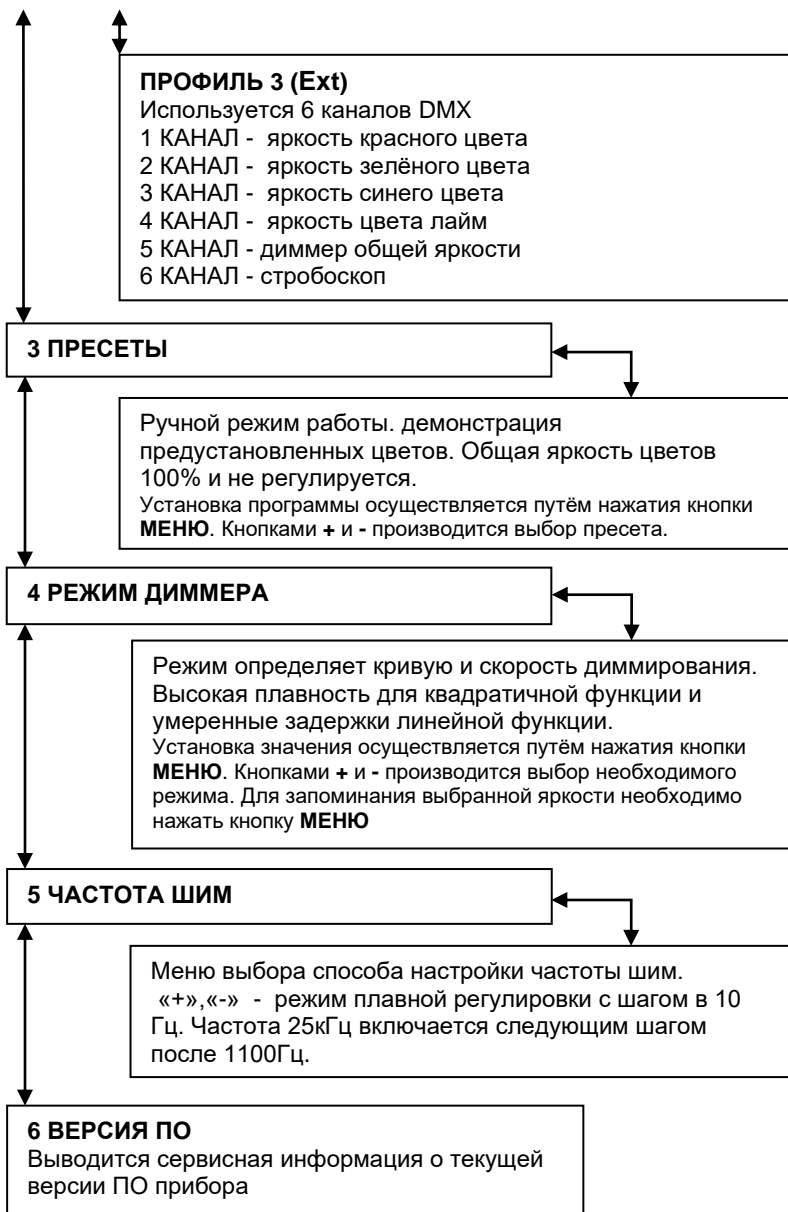 ПРОФИЛЬ 3 (Ext)
Используется 6 каналов DMX
1 КАНАЛ - яркость красного цвета
2 КАНАЛ - яркость зелёного цвета
3 КАНАЛ - яркость синего цвета
4 КАНАЛ - яркость цвета лайм
5 КАНАЛ - диммер общей яркости
6 КАНАЛ - стробоскоп
3 ПРЕСЕТЫ
Ручной режим работы. демонстрация
предустановленных цветов. Общая яркость цветов
100% и не регулируется.
Установка программы осуществляется путём нажатия кнопки
МЕНЮ. Кнопками + и - производится выбор пресета.
4 РЕЖИМ ДИММЕРА
Режим определяет кривую и скорость диммирования.
Высокая плавность для квадратичной функции и
умеренные задержки линейной функции.
Установка значения осуществляется путём нажатия кнопки
МЕНЮ. Кнопками + и - производится выбор необходимого
режима. Для запоминания выбранной яркости необходимо
нажать кнопку МЕНЮ
5 ЧАСТОТА ШИМ
Меню выбора способа настройки частоты шим.
«+»,«-» - режим плавной регулировки с шагом в 10
Гц. Частота 25кГц включается следующим шагом
после 1100Гц.
6 ВЕРСИЯ ПО
Выводится сервисная информация о текущей
версии ПО прибора